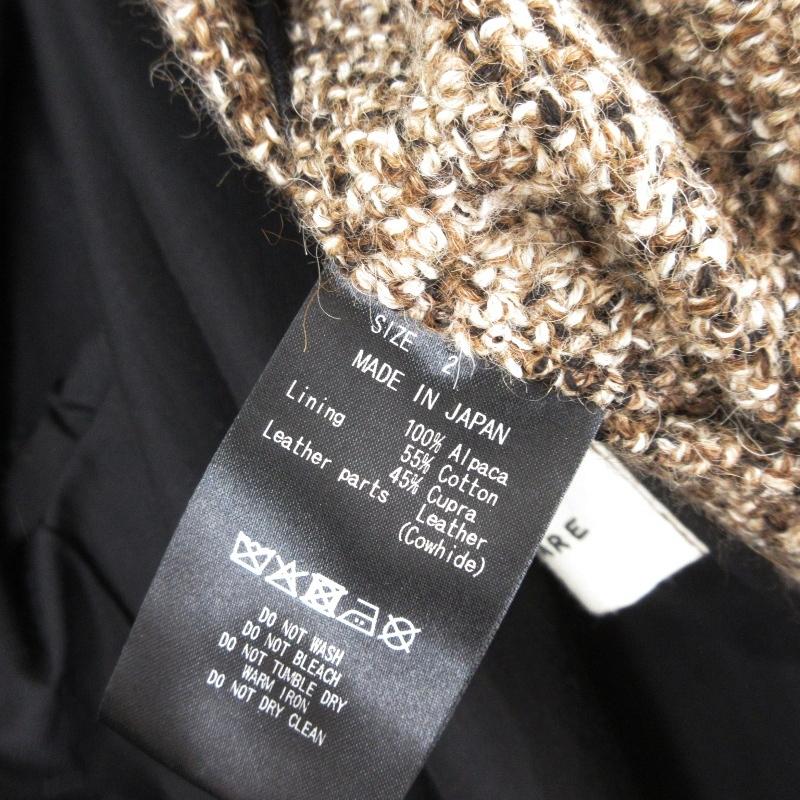 SIZE 2
MADE IN JAPAN
100% Alpaca
Lining 55% Cotton
45% Cupra
Leather parts Leather
(Cowhide)
DO NOT WASH
DO NOT BLEACH
DO NOT TUMBLE DRY
WARM IRON
DO NOT DRY CLEAN